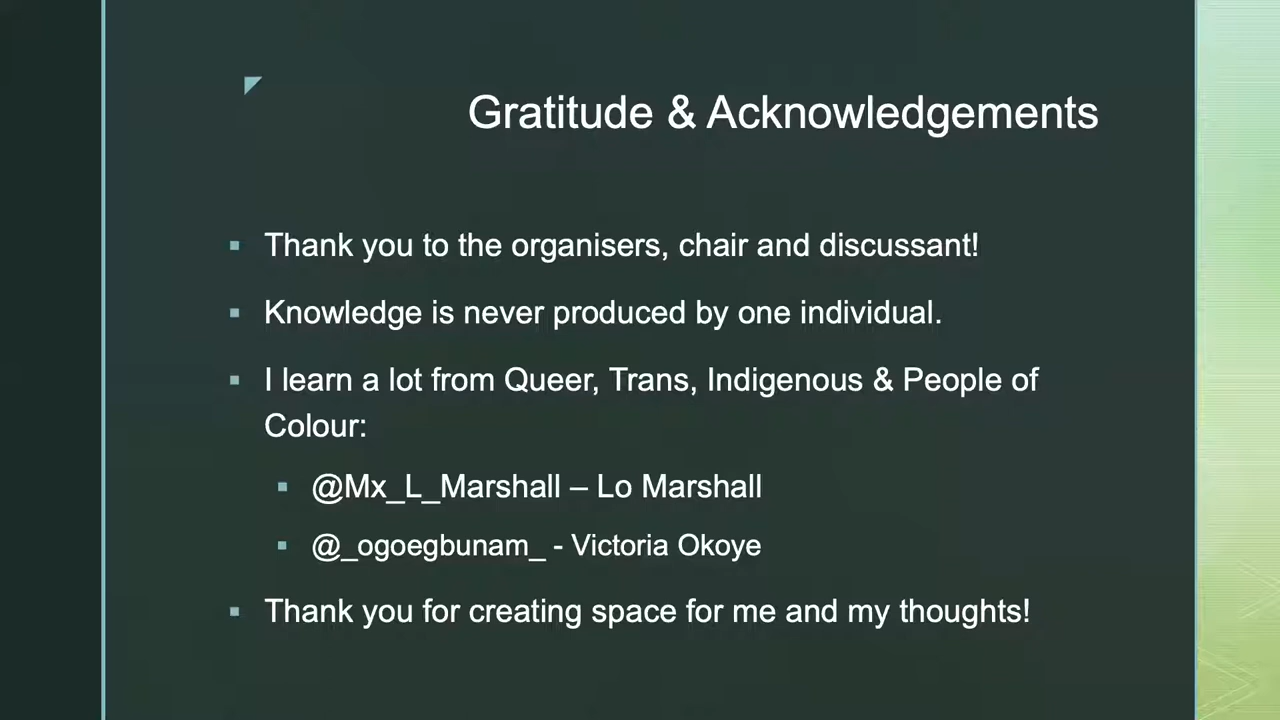 Gratitude & Acknowledgements
Thank you to the organisers, chair and discussant!
Knowledge is never produced by one individual.
I learn a lot from Queer, Trans, Indigenous & People of
Colour:
@Mx_L_Marshall – Lo Marshall
@_ogoegbunam_ - Victoria Okoye
Thank you for creating space for me and my thoughts!